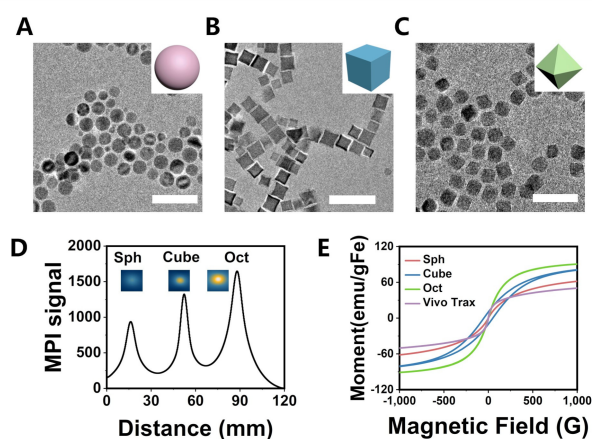 A
B
C
D
Sph
Cube
Oct
2000
1500
1000
500
0
MPI signal
0
30
60
90
120
Distance (mm)
E
120
60
0
-60
-120
Moment(emu/gFe)
Sph
Cube
Oct
Vivo Trax
-1,000
-500
0
500
1,000
Magnetic Field (G)